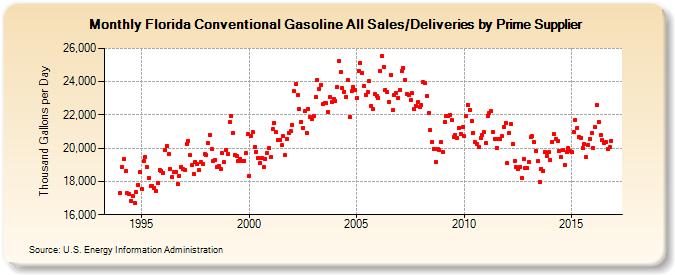 Monthly Florida Conventional Gasoline All Sales/Deliveries by Prime Supplier
Thousand Gallons per Day
26,000
24,000
22,000
20,000
18,000
16,000
1995 2000 2005 2010 2015
Source: U.S. Energy Information Administration